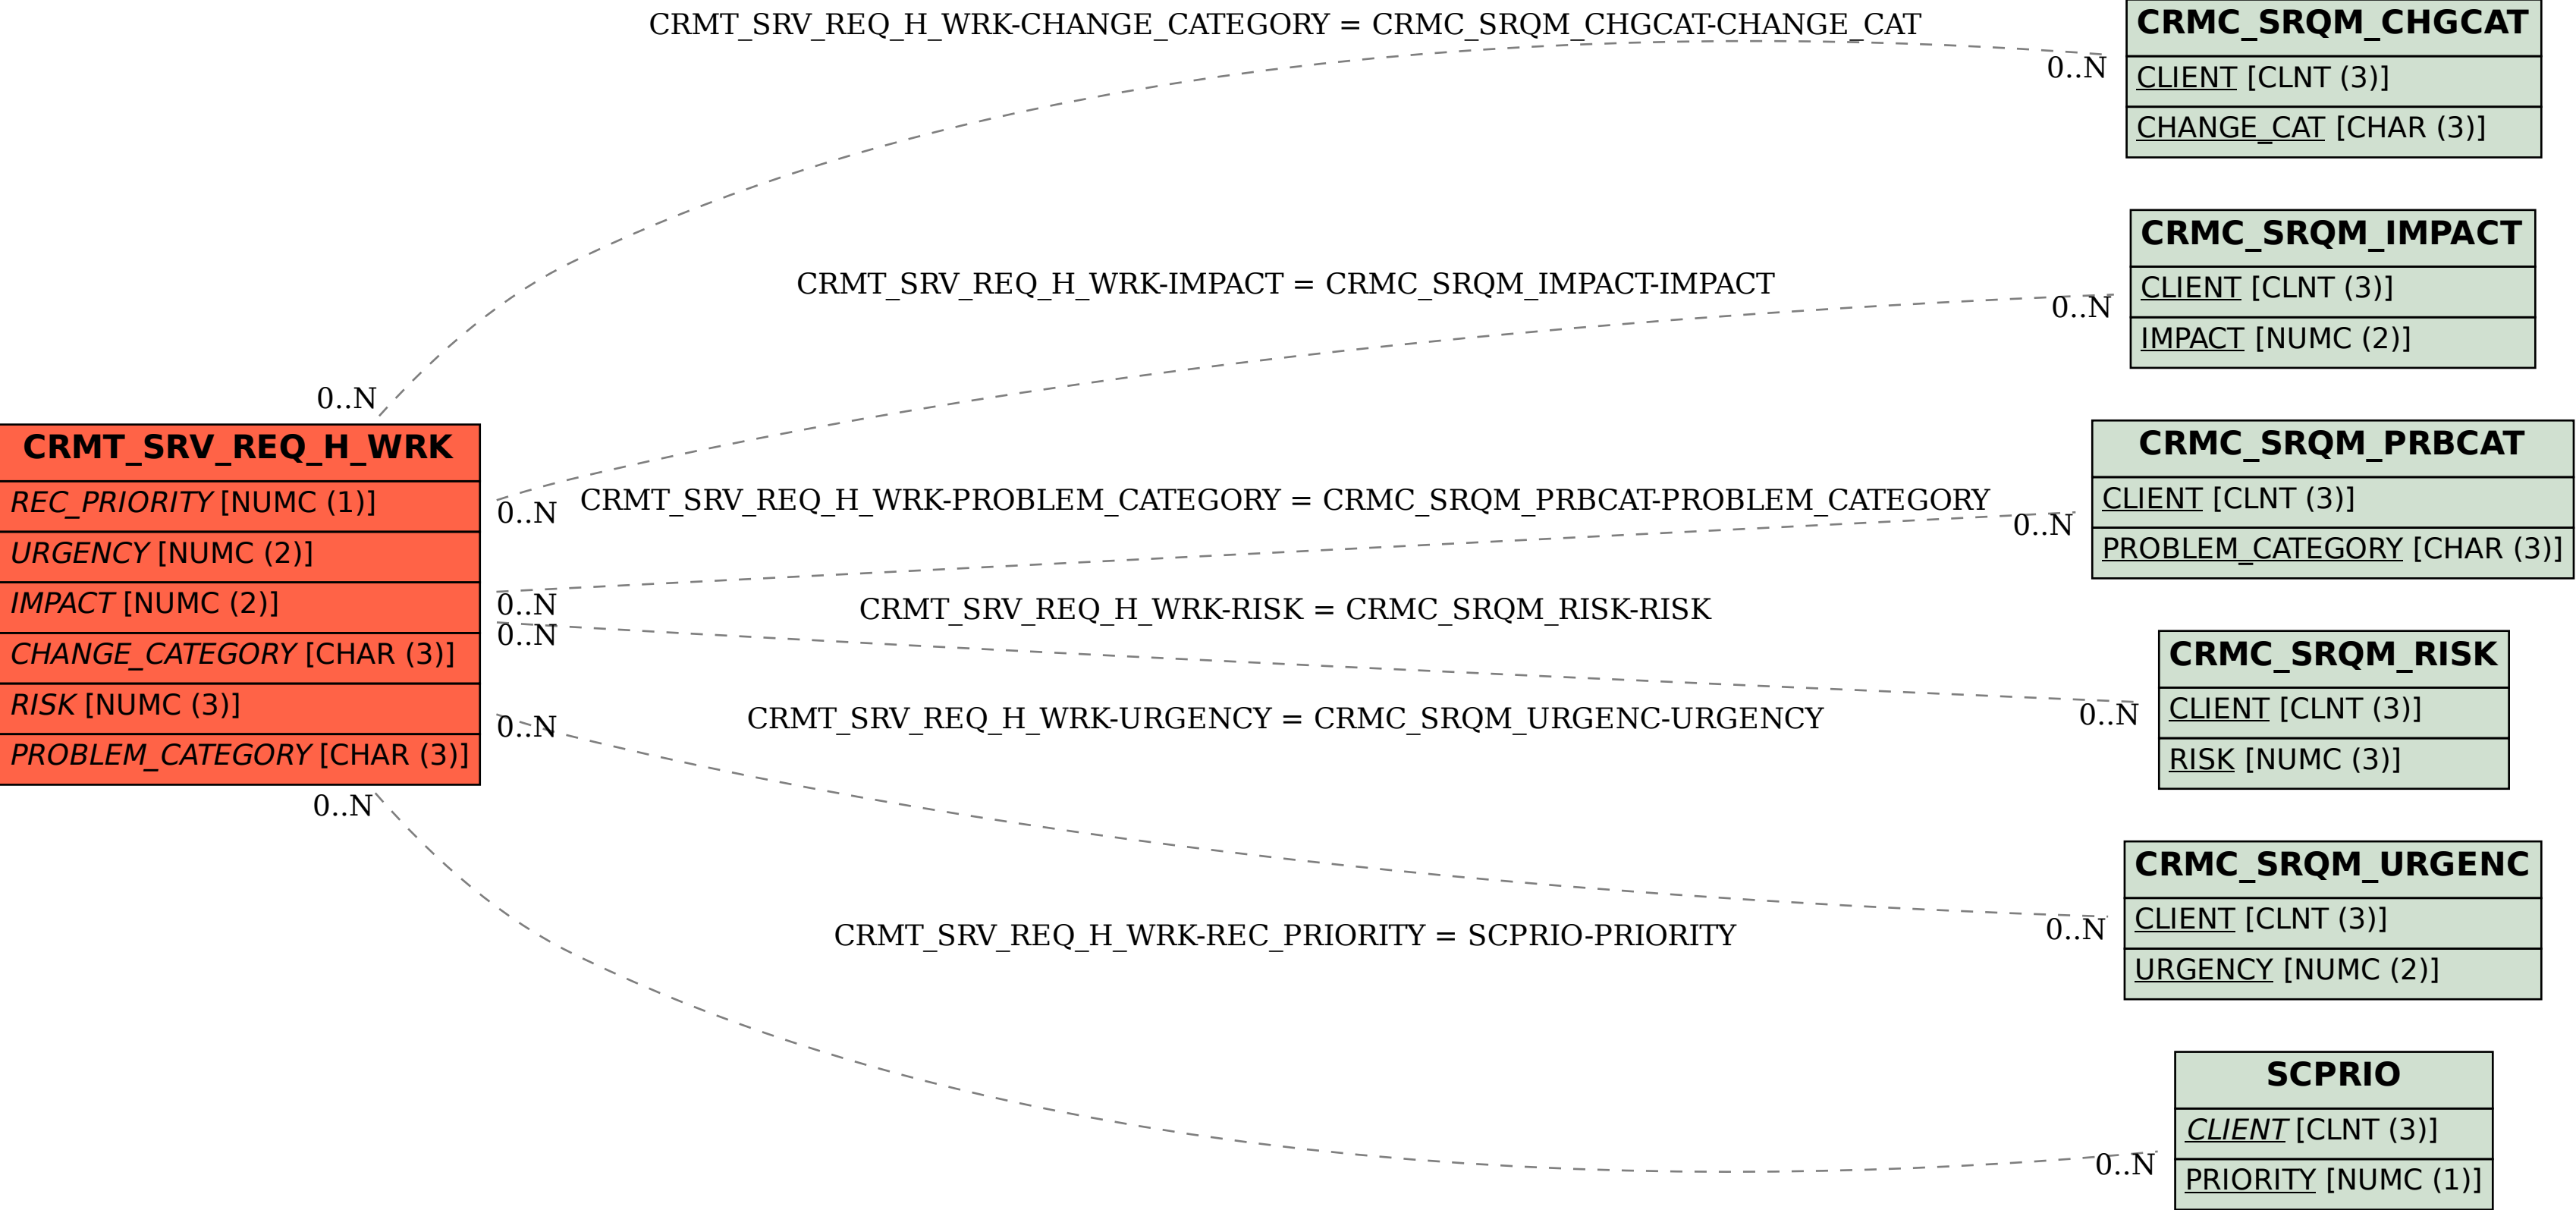 CRMT_SRV_REQ_H_WRK-CHANGE_CATEGORY = CRMC_SRQM_CHGCAT-CHANGE_CAT
0..N
0..N
CRMC_SRQM_CHGCAT
CLIENT [CLNT (3)]
CHANGE_CAT [CHAR (3)]
CRMT_SRV_REQ_H_WRK-IMPACT = CRMC_SRQM_IMPACT-IMPACT
0..N
0..N
CRMC_SRQM_IMPACT
CLIENT [CLNT (3)]
IMPACT [NUMC (2)]
CRMT_SRV_REQ_H_WRK
REC_PRIORITY [NUMC (1)]
URGENCY [NUMC (2)]
IMPACT [NUMC (2)]
CHANGE_CATEGORY [CHAR (3)]
RISK [NUMC (3)]
PROBLEM_CATEGORY [CHAR (3)]
CRMT_SRV_REQ_H_WRK-PROBLEM_CATEGORY = CRMC_SRQM_PRBCAT-PROBLEM_CATEGORY
0..N
0..N
CRMC_SRQM_PRBCAT
CLIENT [CLNT (3)]
PROBLEM_CATEGORY [CHAR (3)]
CRMT_SRV_REQ_H_WRK-RISK = CRMC_SRQM_RISK-RISK
0..N
0..N
CRMC_SRQM_RISK
CLIENT [CLNT (3)]
RISK [NUMC (3)]
CRMT_SRV_REQ_H_WRK-URGENCY = CRMC_SRQM_URGENC-URGENCY
0..N
0..N
CRMC_SRQM_URGENC
CLIENT [CLNT (3)]
URGENCY [NUMC (2)]
CRMT_SRV_REQ_H_WRK-REC_PRIORITY = SCPRIO-PRIORITY
0..N
0..N
SCPRIO
CLIENT [CLNT (3)]
PRIORITY [NUMC (1)]